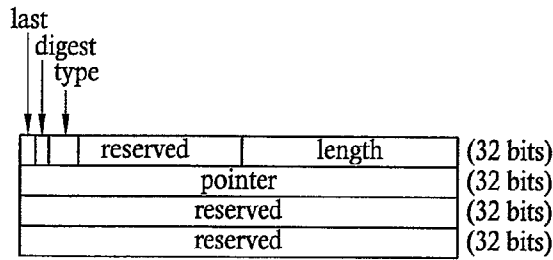 last
digest
type
reserved length (32 bits)
pointer (32 bits)
reserved (32 bits)
reserved (32 bits)